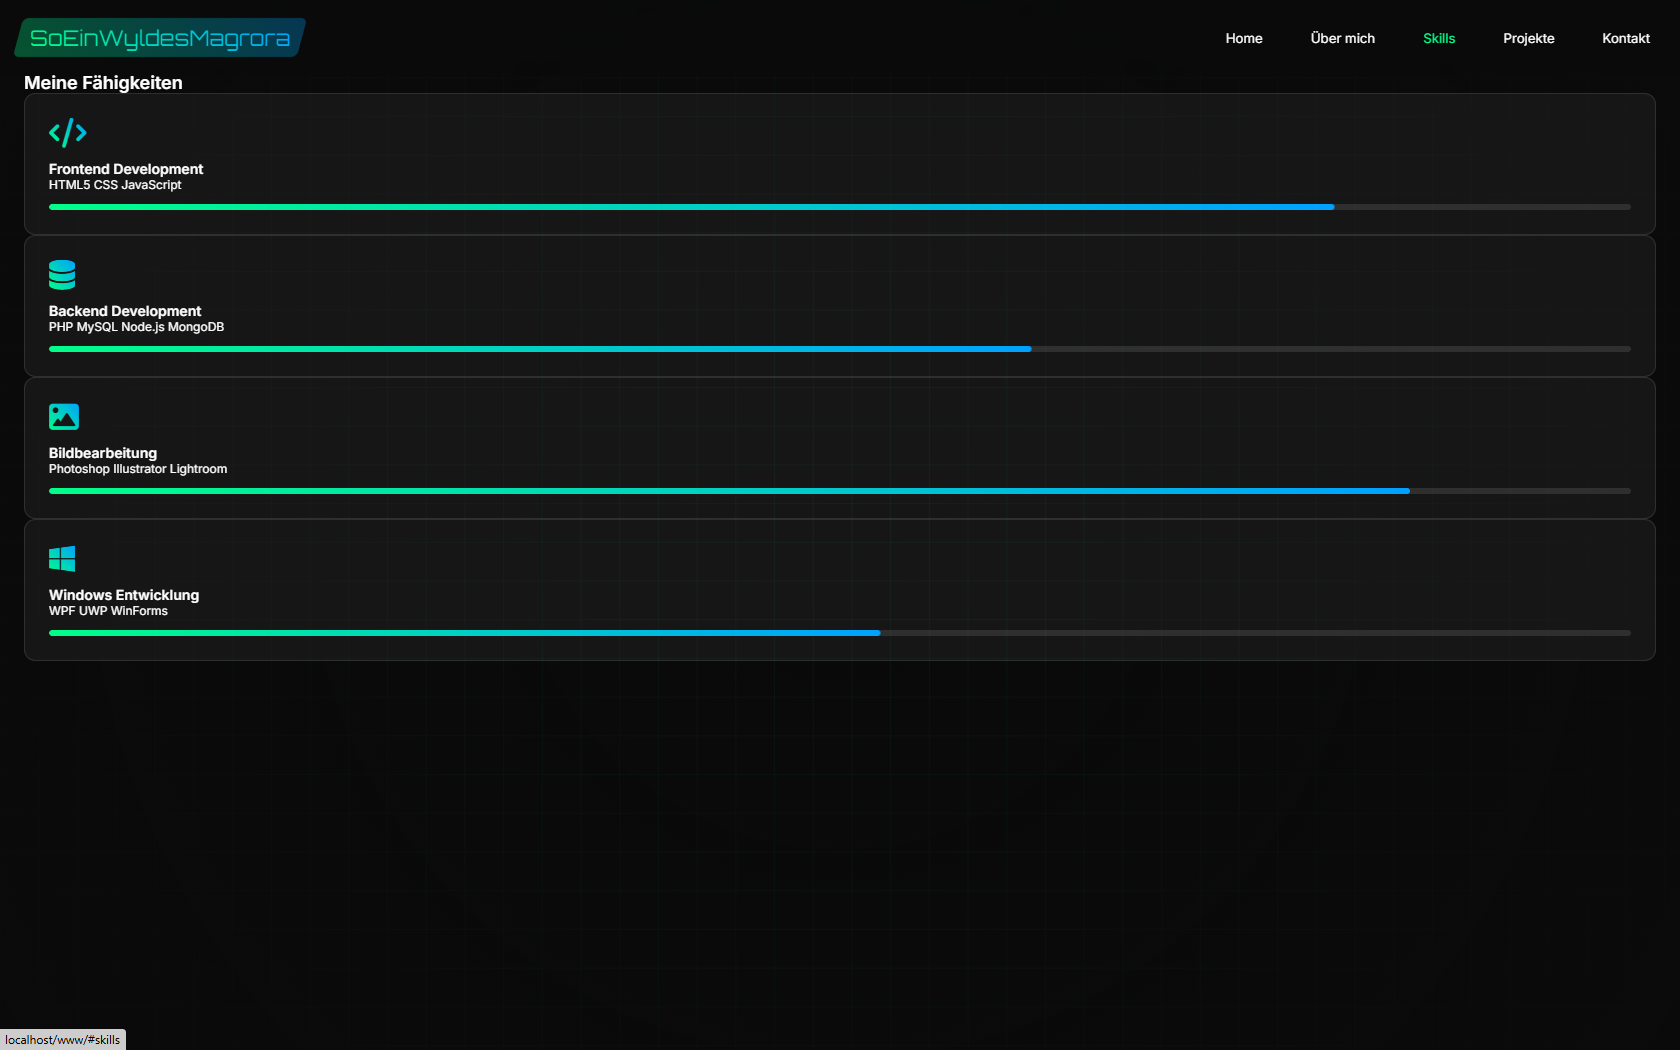 SoEinWyldesMagrora
Home Über mich Skills Projekte Kontakt
Meine Fähigkeiten
Frontend Development
HTML5 CSS JavaScript
Backend Development
PHP MySQL Node.js MongoDB
Bildbearbeitung
Photoshop Illustrator Lightroom
Windows Entwicklung
WPF UWP WinForms
localhost/www/#skills